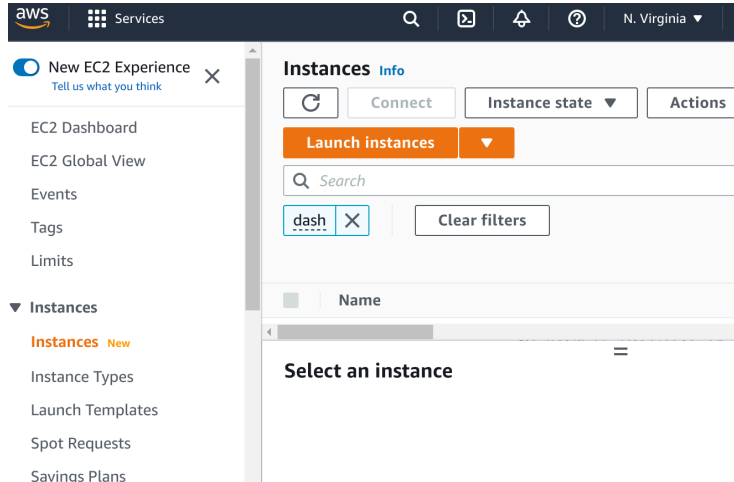 aws Services N. Virginia ▼
New EC2 Experience
Tell us what you think
EC2 Dashboard
EC2 Global View
Events
Tags
Limits
Instances
Instances New
Instance Types
Launch Templates
Spot Requests
Savings Plans
Instances Info
Connect Instance state ▼ Actions
Launch instances ▼
Search
dash Clear filters
Name
Select an instance